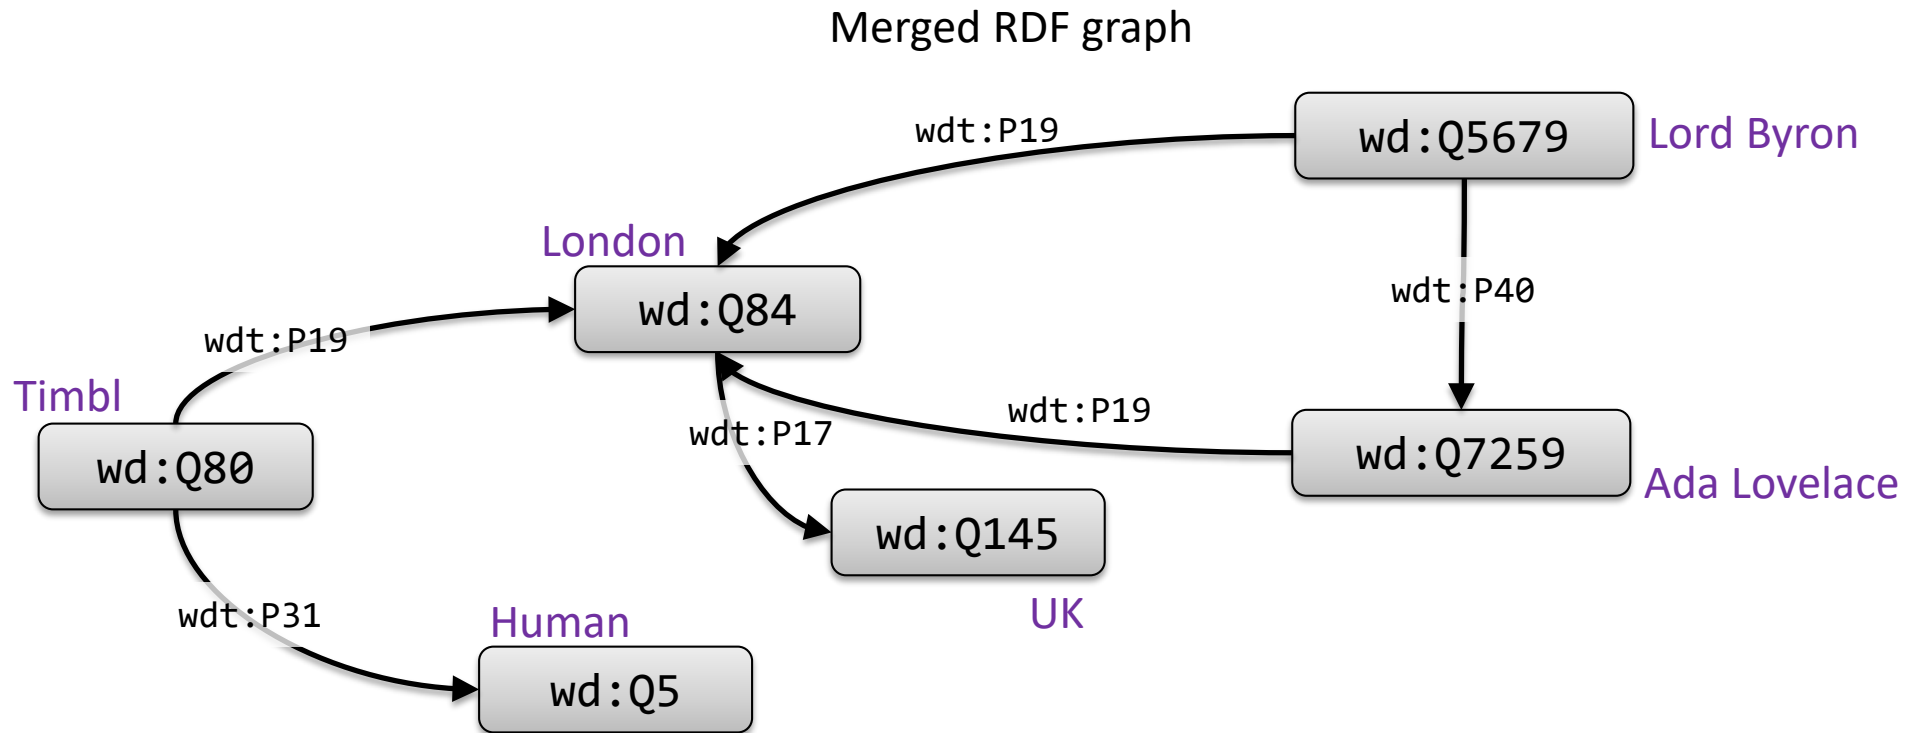 Merged RDF graph
wdt:P19
wd:Q5679
Lord Byron
London
wd:Q84
wdt:P40
wdt:P19
Timbl
wdt:P17
wdt:P19
wd:Q80
wd:Q7259
Ada Lovelace
wd:Q145
UK
wdt:P31
Human
wd:Q5